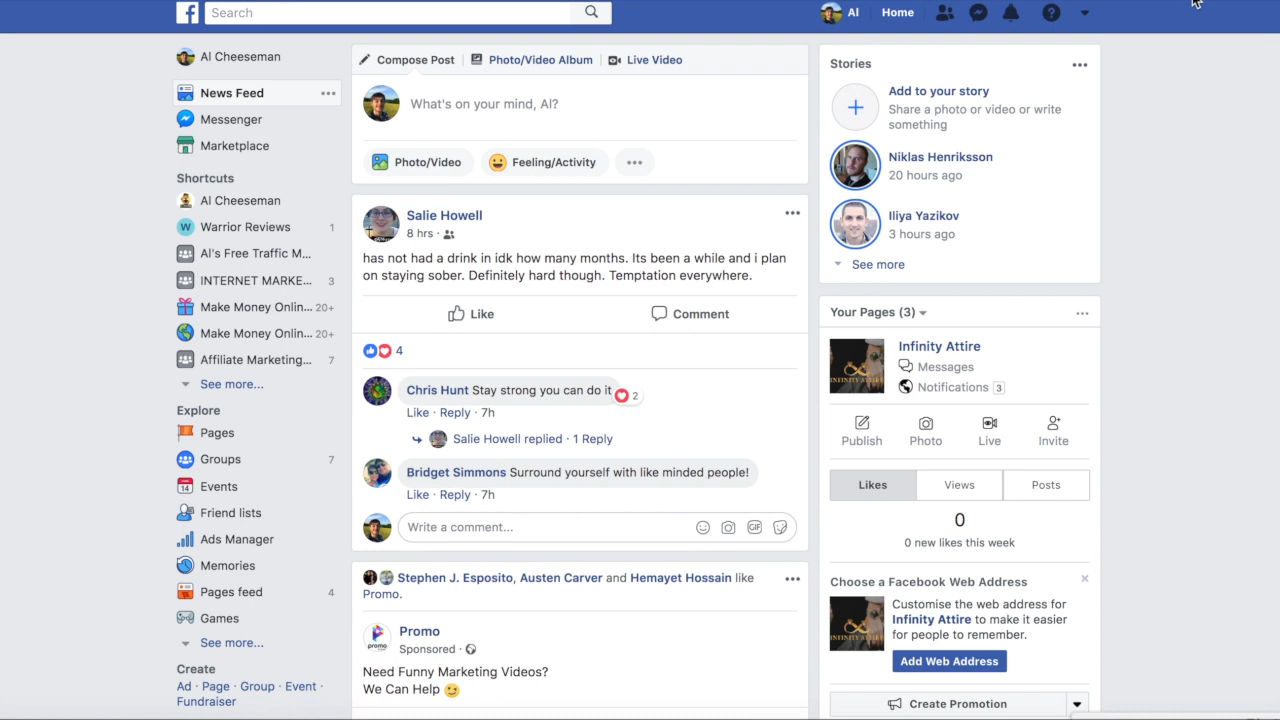 f
Search
Al
Home
Al Cheeseman
News Feed
Messenger
Marketplace
Shortcuts
Al Cheeseman
W Warrior Reviews 1
Al's Free Traffic M...
INTERNET MARKE... 3
Make Money Onlin... 20+
Make Money Onlin... 20+
Affiliate Marketing... 7
See more...
Explore
Pages
Groups 7
14 Events
Friend lists
Ads Manager
Memories
Pages feed 4
Games
See more...
Create
Ad · Page · Group · Event ·
Fundraiser
Compose Post
Photo/Video Album
Live Video
What's on your mind, Al?
Photo/Video
Feeling/Activity
Salie Howell
8 hrs ·
has not had a drink in idk how many months. Its been a while and i plan
on staying sober. Definitely hard though. Temptation everywhere.
Like
Comment
4
Chris Hunt Stay strong you can do it
2
Like · Reply · 7h
Salie Howell replied · 1 Reply
Bridget Simmons Surround yourself with like minded people!
Like · Reply · 7h
Write a comment...
GIF
Stephen J. Esposito, Austen Carver and Hemayet Hossain like
Promo.
promo
Promo
Sponsored ·
Need Funny Marketing Videos?
We Can Help
Stories
Add to your story
Share a photo or video or write
something
Niklas Henriksson
20 hours ago
Iliya Yazikov
3 hours ago
See more
Your Pages (3)
INFINITY ATTIRE
Infinity Attire
Messages
Notifications 3
Publish
Photo
Live
Invite
Likes
Views
Posts
0
0 new likes this week
Choose a Facebook Web Address
INFINITY ATTIRE
Customise the web address for
Infinity Attire to make it easier
for people to remember.
Add Web Address
Create Promotion